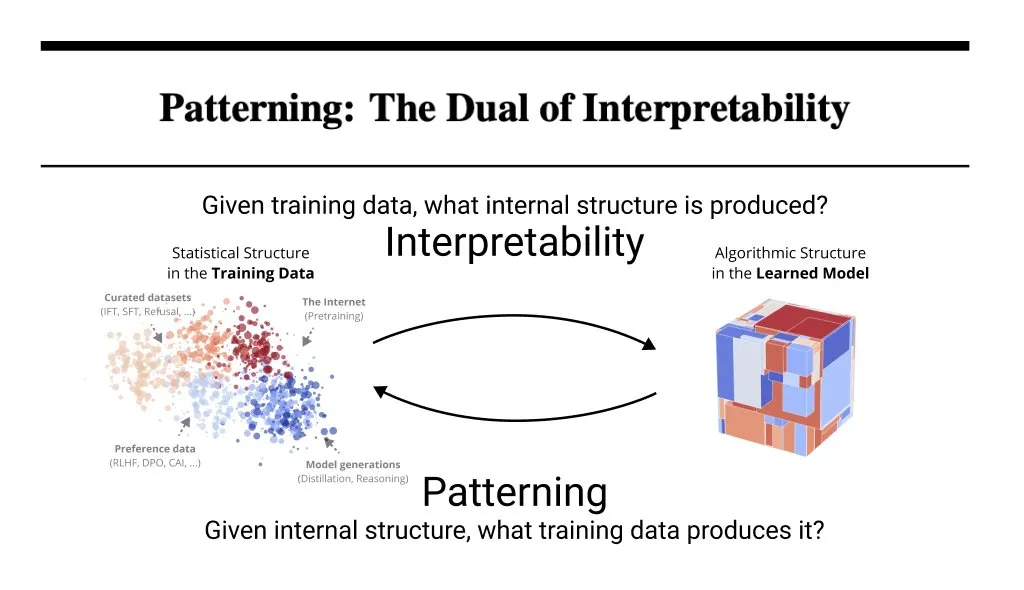 Patterning: The Dual of Interpretability
Given training data, what internal structure is produced?
Interpretability
Statistical Structure
in the Training Data
Algorithmic Structure
in the Learned Model
Curated datasets
(IFT, SFT, Refusal, ...)
The Internet
(Pretraining)
Preference data
(RLHF, DPO, CAI, ...)
Model generations
(Distillation, Reasoning)
Patterning
Given internal structure, what training data produces it?